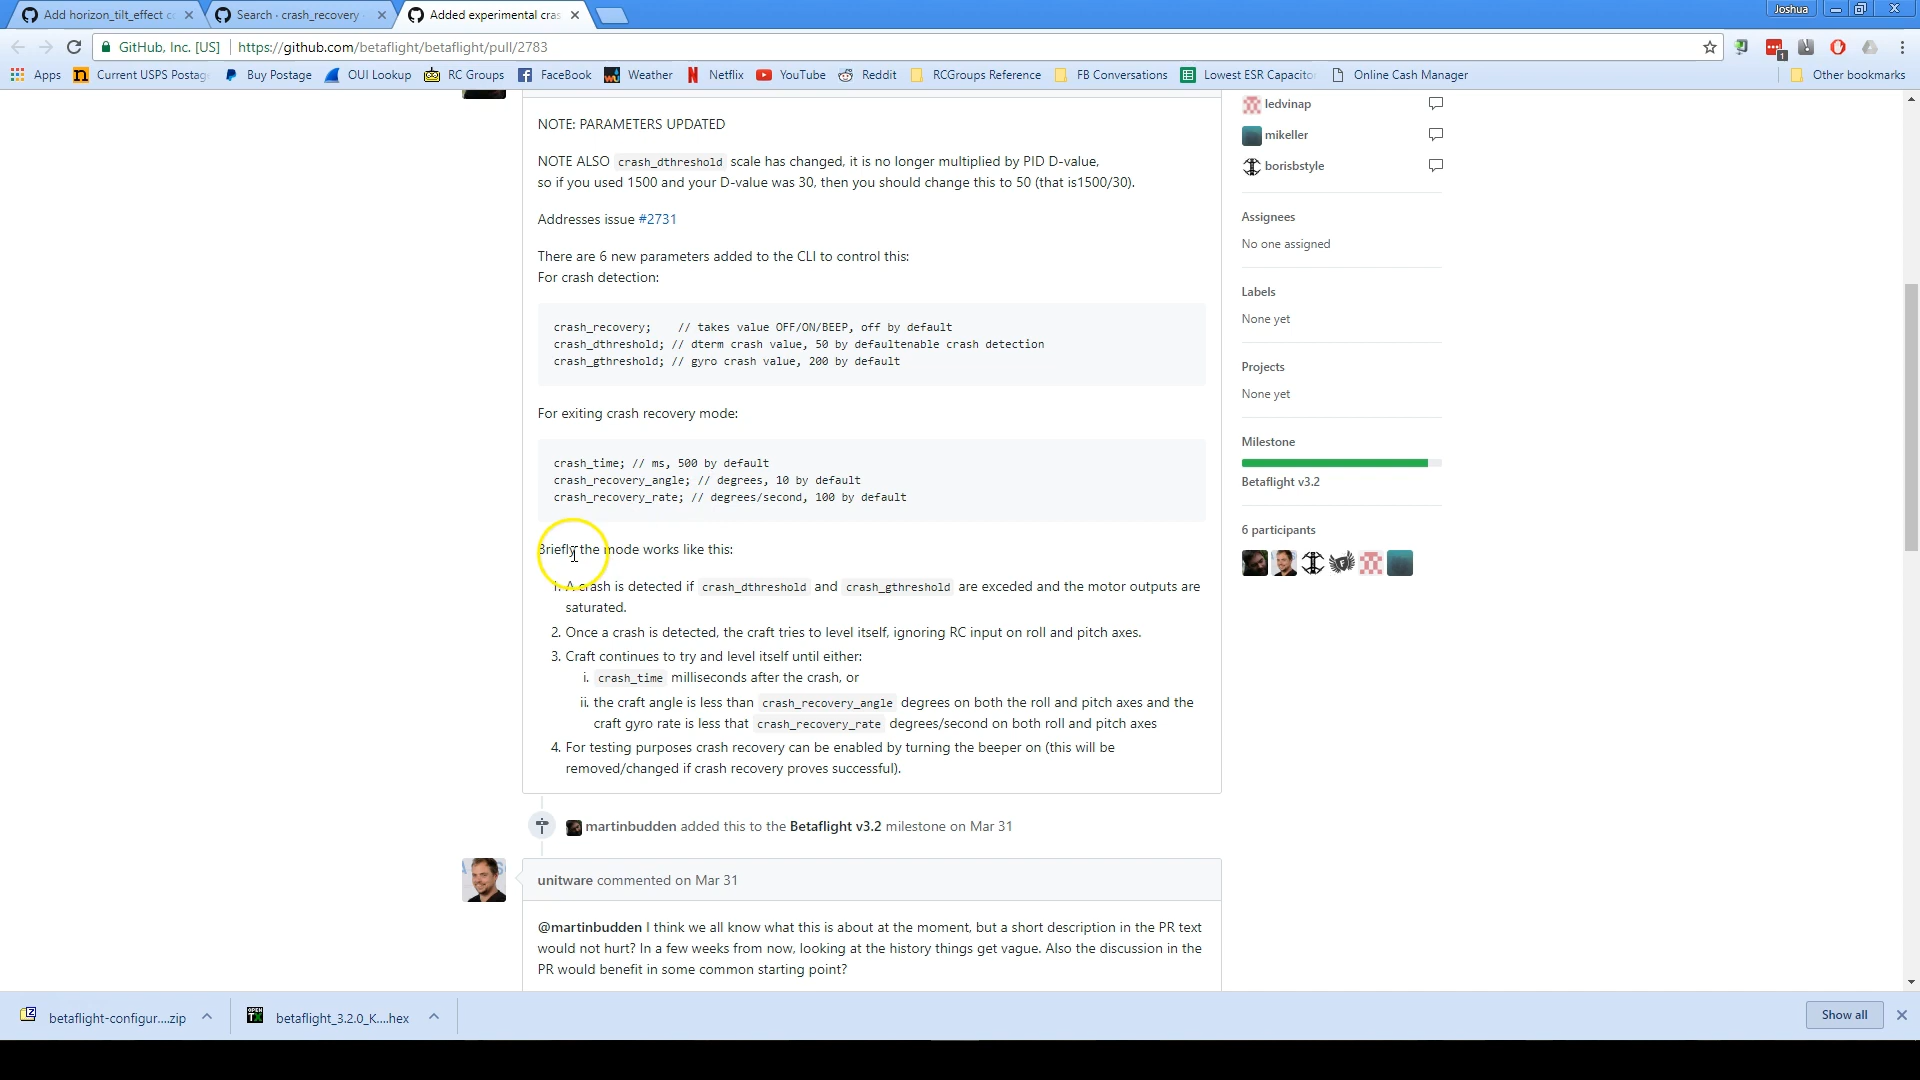 Add horizon_tilt_effect c
Search · crash_recovery
Added experimental cras
Joshua
GitHub, Inc. [US]
https://github.com/betaflight/betaflight/pull/2783
1
Apps
Current USPS Postag
Buy Postage
OUI Lookup
RC Groups
FaceBook
Weather
Netflix
YouTube
Reddit
RCGroups Reference
FB Conversations
Lowest ESR Capacito
Online Cash Manager
Other bookmarks
NOTE: PARAMETERS UPDATED
NOTE ALSO crash_dthreshold scale has changed, it is no longer multiplied by PID D-value,
so if you used 1500 and your D-value was 30, then you should change this to 50 (that is1500/30).
Addresses issue #2731
There are 6 new parameters added to the CLI to control this:
For crash detection:
crash_recovery; // takes value OFF/ON/BEEP, off by default
crash_dthreshold; // dterm crash value, 50 by defaultenable crash detection
crash_gthreshold; // gyro crash value, 200 by default
For exiting crash recovery mode:
crash_time; // ms, 500 by default
crash_recovery_angle; // degrees, 10 by default
crash_recovery_rate; // degrees/second, 100 by default
Briefly the mode works like this:
1. A crash is detected if crash_dthreshold and crash_gthreshold are exceded and the motor outputs are
saturated.
2. Once a crash is detected, the craft tries to level itself, ignoring RC input on roll and pitch axes.
3. Craft continues to try and level itself until either:
i. crash_time milliseconds after the crash, or
ii. the craft angle is less than crash_recovery_angle degrees on both the roll and pitch axes and the
craft gyro rate is less that crash_recovery_rate degrees/second on both roll and pitch axes
4. For testing purposes crash recovery can be enabled by turning the beeper on (this will be
removed/changed if crash recovery proves successful).
martinbudden added this to the Betaflight v3.2 milestone on Mar 31
unitware commented on Mar 31
@martinbudden I think we all know what this is about at the moment, but a short description in the PR text
would not hurt? In a few weeks from now, looking at the history things get vague. Also the discussion in the
PR would benefit in some common starting point?
ledvinap
mikeller
borisbstyle
Assignees
No one assigned
Labels
None yet
Projects
None yet
Milestone
Betaflight v3.2
6 participants
betaflight-configur....zip
betaflight_3.2.0_K....hex
Show all